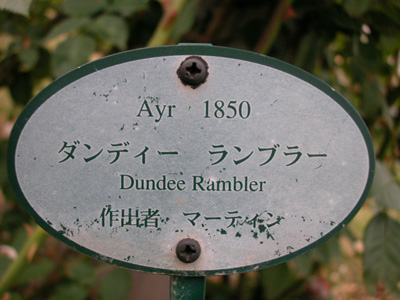 Ayr 1850
ダンディー ランブラー
Dundee Rambler
作出者 マーティン